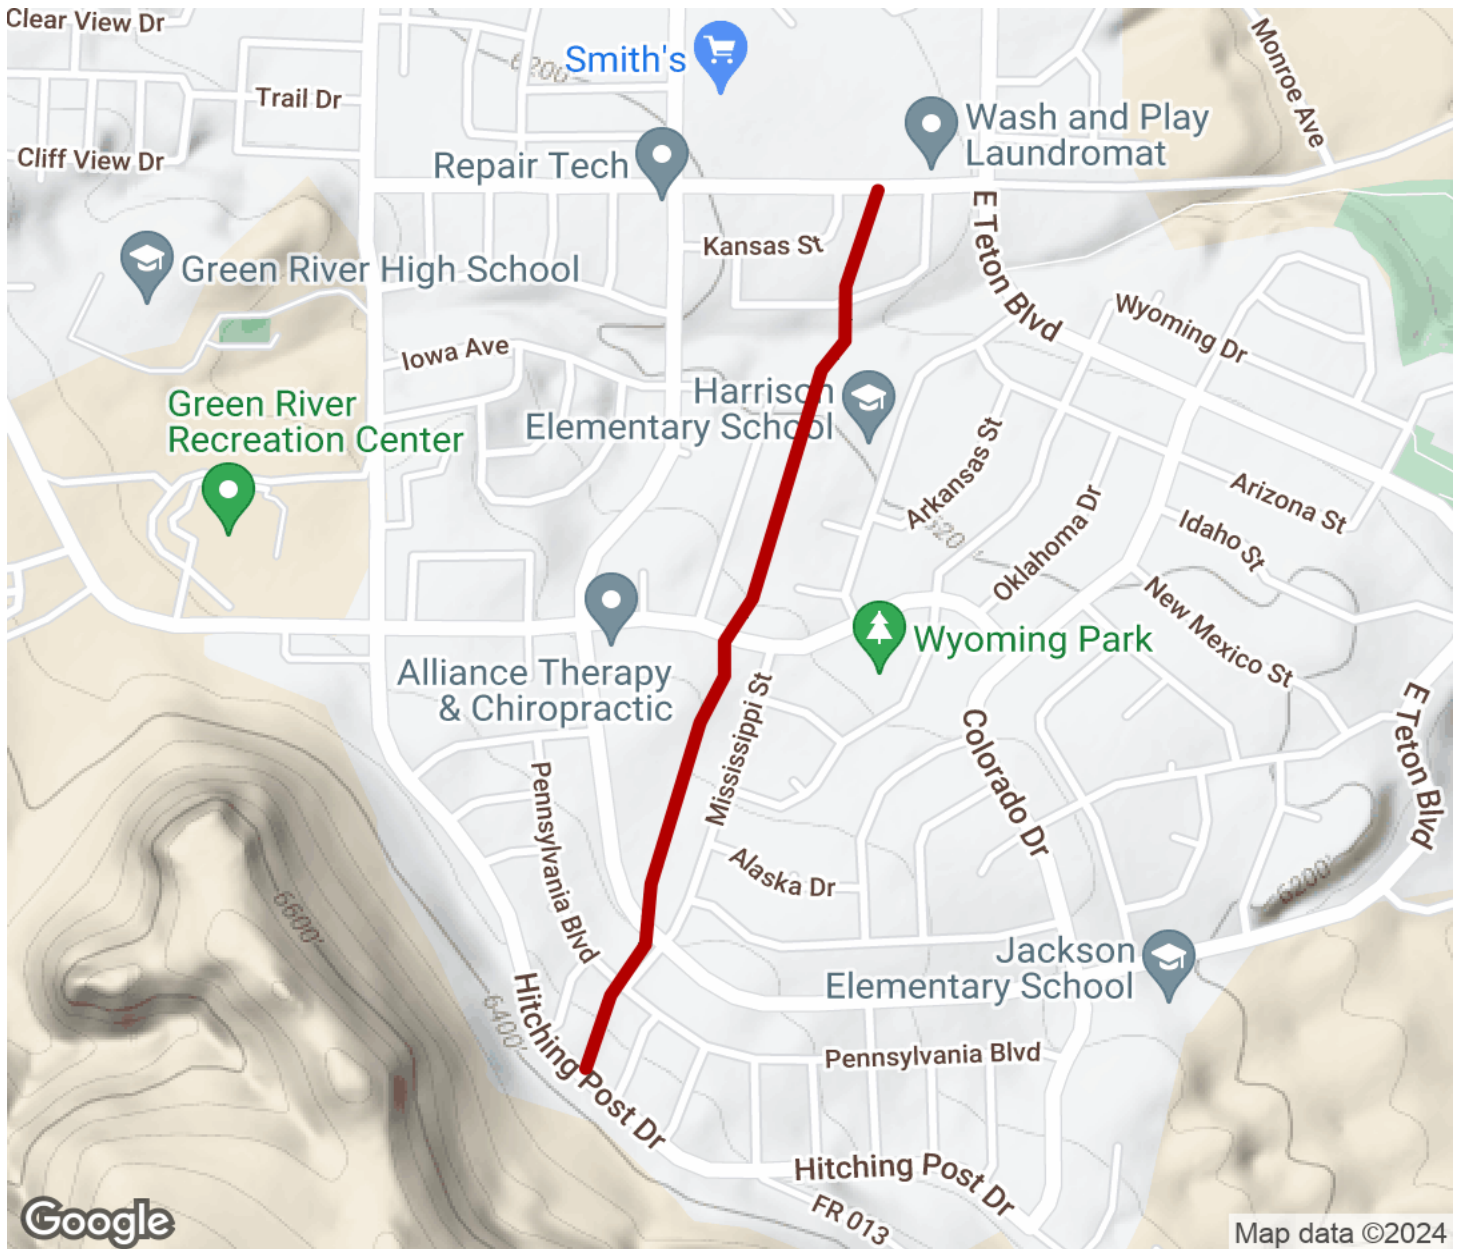 Clear View Dr
Trail Dr
Cliff View Dr
6200'
Smith's
Repair Tech
Wash and Play
Laundromat
Monroe Ave
Kansas St
E Teton Blvd
Green River High School
Iowa Ave
Wyoming Dr
Harrison
Elementary School
Green River
Recreation Center
Arkansas St
Arizona St
Idaho St
Oklahoma Dr
New Mexico St
Wyoming Park
Alliance Therapy
& Chiropractic
Mississippi St
Colorado Dr
E Teton Blvd
Pennsylvania Blvd
Alaska Dr
6200'
6600'
6400'
Jackson
Elementary School
Hitching Post Dr
Pennsylvania Blvd
Hitching Post Dr
FR 013
Google
Map data ©2024